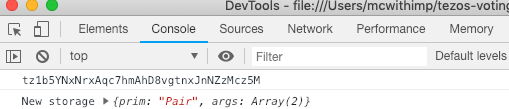 DevTools - file:///Users/mcwithimp/tezos-voting
Elements Console Sources Network Performance Memory
top Filter Default levels
tz1b5YNxNrxAqc7hmAhD8vgtnxJnNZzMcz5M
New storage ▶{prim: "Pair", args: Array(2)}